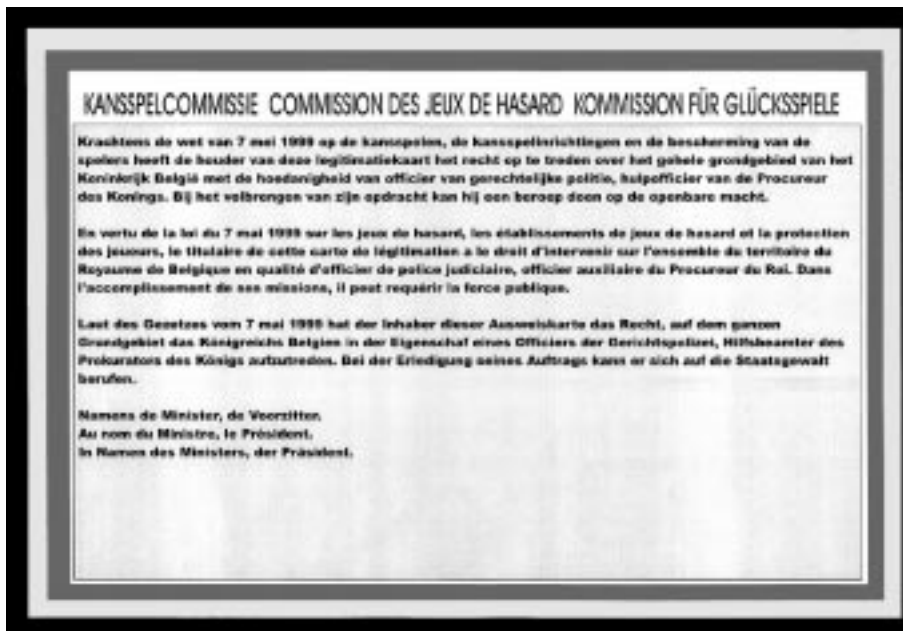 KANSSPELCOMMISSIE COMMISSION DES JEUX DE HASARD KOMMISSION FÜR GLÜCKSSPIELE
Krachtens de wet van 7 mei 1999 op de kansspelen, de kansspelinrichtingen en de bescherming van de
spelers heeft de houder van deze legitimatiekaart het recht op te treden over het gehele grondgebied van het
Koninkrijk België met de hoedanigheid van officier van gerechtelijke politie, hulpofficier van de Procureur
des Konings. Bij het volbrengen van zijn opdracht kan hij een beroep doen op de openbare macht.
En vertu de la loi du 7 mai 1999 sur les jeux de hasard, les établissements de jeux de hasard et la protection
des joueurs, le titulaire de cette carte de légitimation a le droit d'intervenir sur l'ensemble du territoire du
Royaume de Belgique en qualité d'officier de police judiciaire, officier auxiliaire du Procureur du Roi. Dans
l'accomplissement de ses missions, il peut requérir la force publique.
Laut des Gesetzes vom 7 mai 1999 hat der Inhaber dieser Ausweiskarte das Recht, auf dem ganzen
Grundgebiet das Königreichs Belgien in der Eigenschaf eines Officiers der Gerichtspolizei, Hilfsbeamter des
Prokurators des Königs aufzutreden. Bei der Erledigung seines Auftrags kann er sich auf die Staatsgewalt
berufen.
Namens de Minister, de Voorzitter.
Au nom du Ministre, le Président.
In Namen des Ministers, der Präsident.